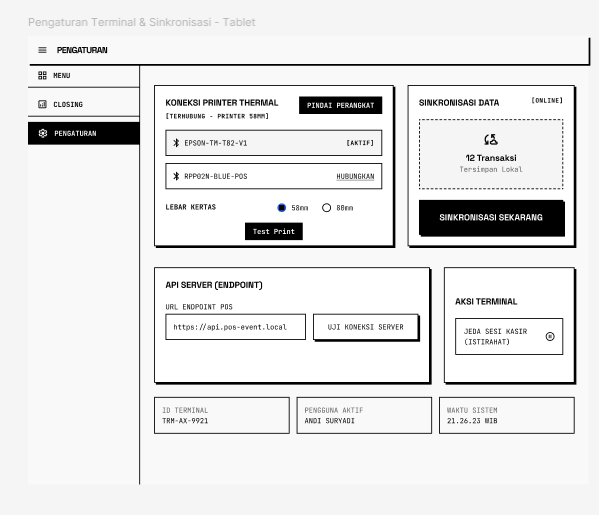 Pengaturan Terminal & Sinkronisasi - Tablet
PENGATURAN
MENU
CLOSING
PENGATURAN
KONEKSI PRINTER THERMAL
[TERHUBUNG - PRINTER 58MM]
PINDAI PERANGKAT
EPSON-TM-T82-V1
[AKTIF]
RPP02N-BLUE-POS
HUBUNGKAN
LEBAR KERTAS
58mm
80mm
Test Print
SINKRONISASI DATA
[ONLINE]
12 Transaksi
Tersimpan Lokal
SINKRONISASI SEKARANG
API SERVER (ENDPOINT)
URL ENDPOINT POS
https://api.pos-event.local
UJI KONEKSI SERVER
AKSI TERMINAL
JEDA SESI KASIR
(ISTIRAHAT)
ID TERMINAL
TRM-AX-9921
PENGGUNA AKTIF
ANDI SURYADI
WAKTU SISTEM
21.26.23 WIB